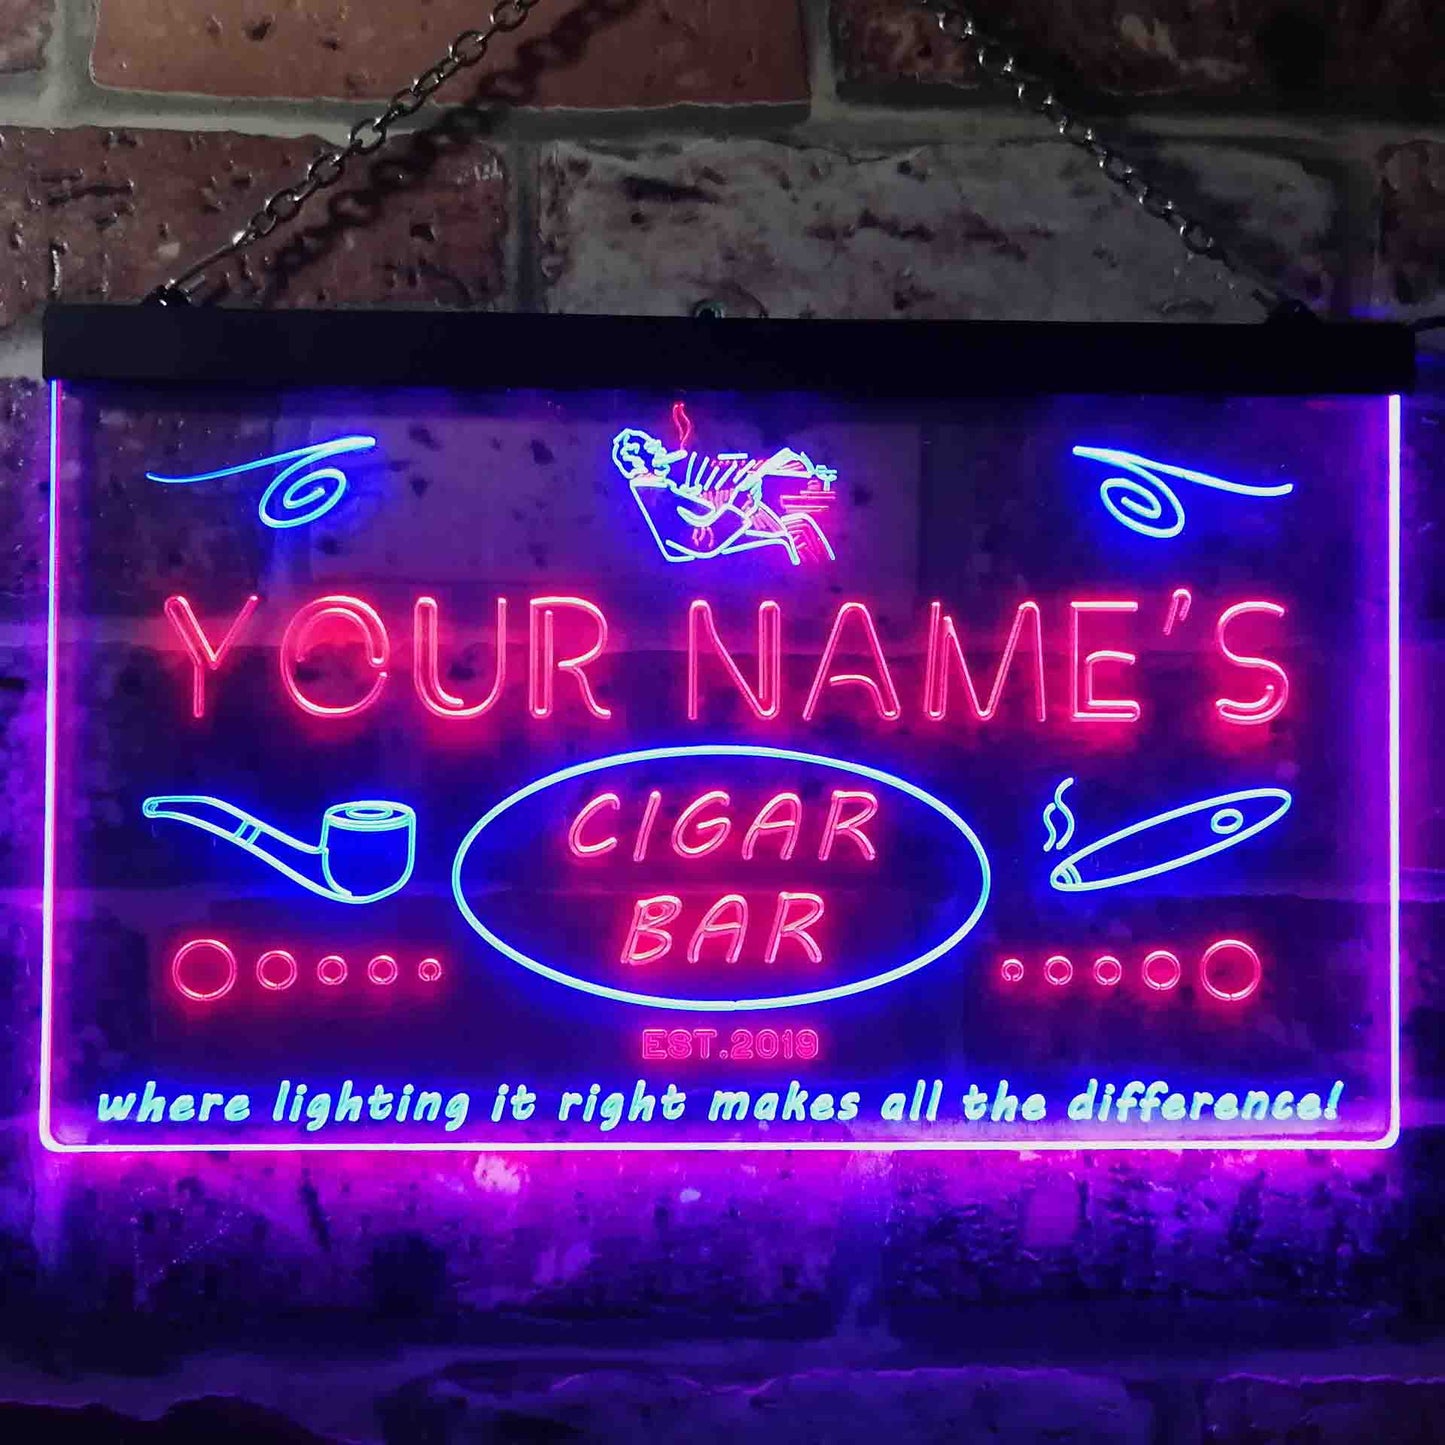 YOUR NAME'S
CIGAR
BAR
EST.2019
where lighting it right makes all the difference!